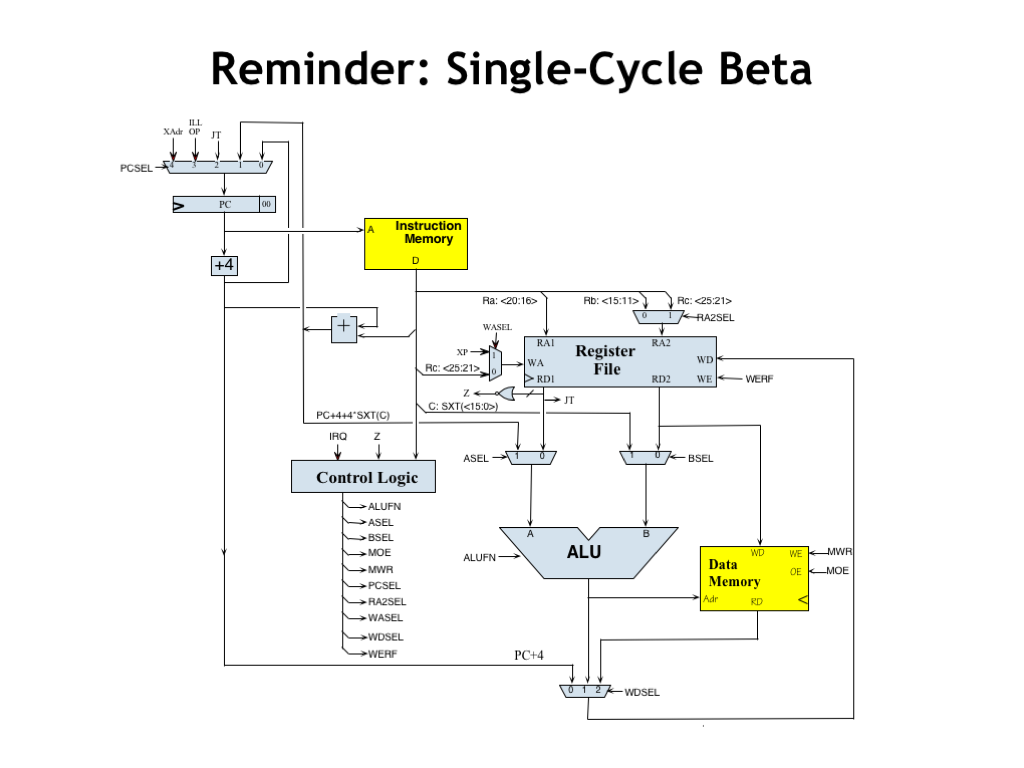 Reminder: Single-Cycle Beta
XAdr
ILL
OP
JT
PCSEL
4 3 2 1 0
PC 00
+4
A
Instruction
Memory
D
+
Ra: <20:16>
Rb: <15:11>
Rc: <25:21>
0 1
RA2SEL
WASEL
XP
1
0
Rc: <25:21>
RA1
RA2
Register
File
WA
WD
RD1
RD2
WE
WERF
Z
JT
C: SXT(<15:0>)
PC+4+4*SXT(C)
IRQ
Z
ASEL
1 0
1 0
BSEL
Control Logic
ALUFN
ASEL
BSEL
MOE
MWR
PCSEL
RA2SEL
WASEL
WDSEL
WERF
A
B
ALU
ALUFN
WD
WE
MWR
Data
Memory
OE
MOE
Adr
RD
PC+4
0 1 2
WDSEL